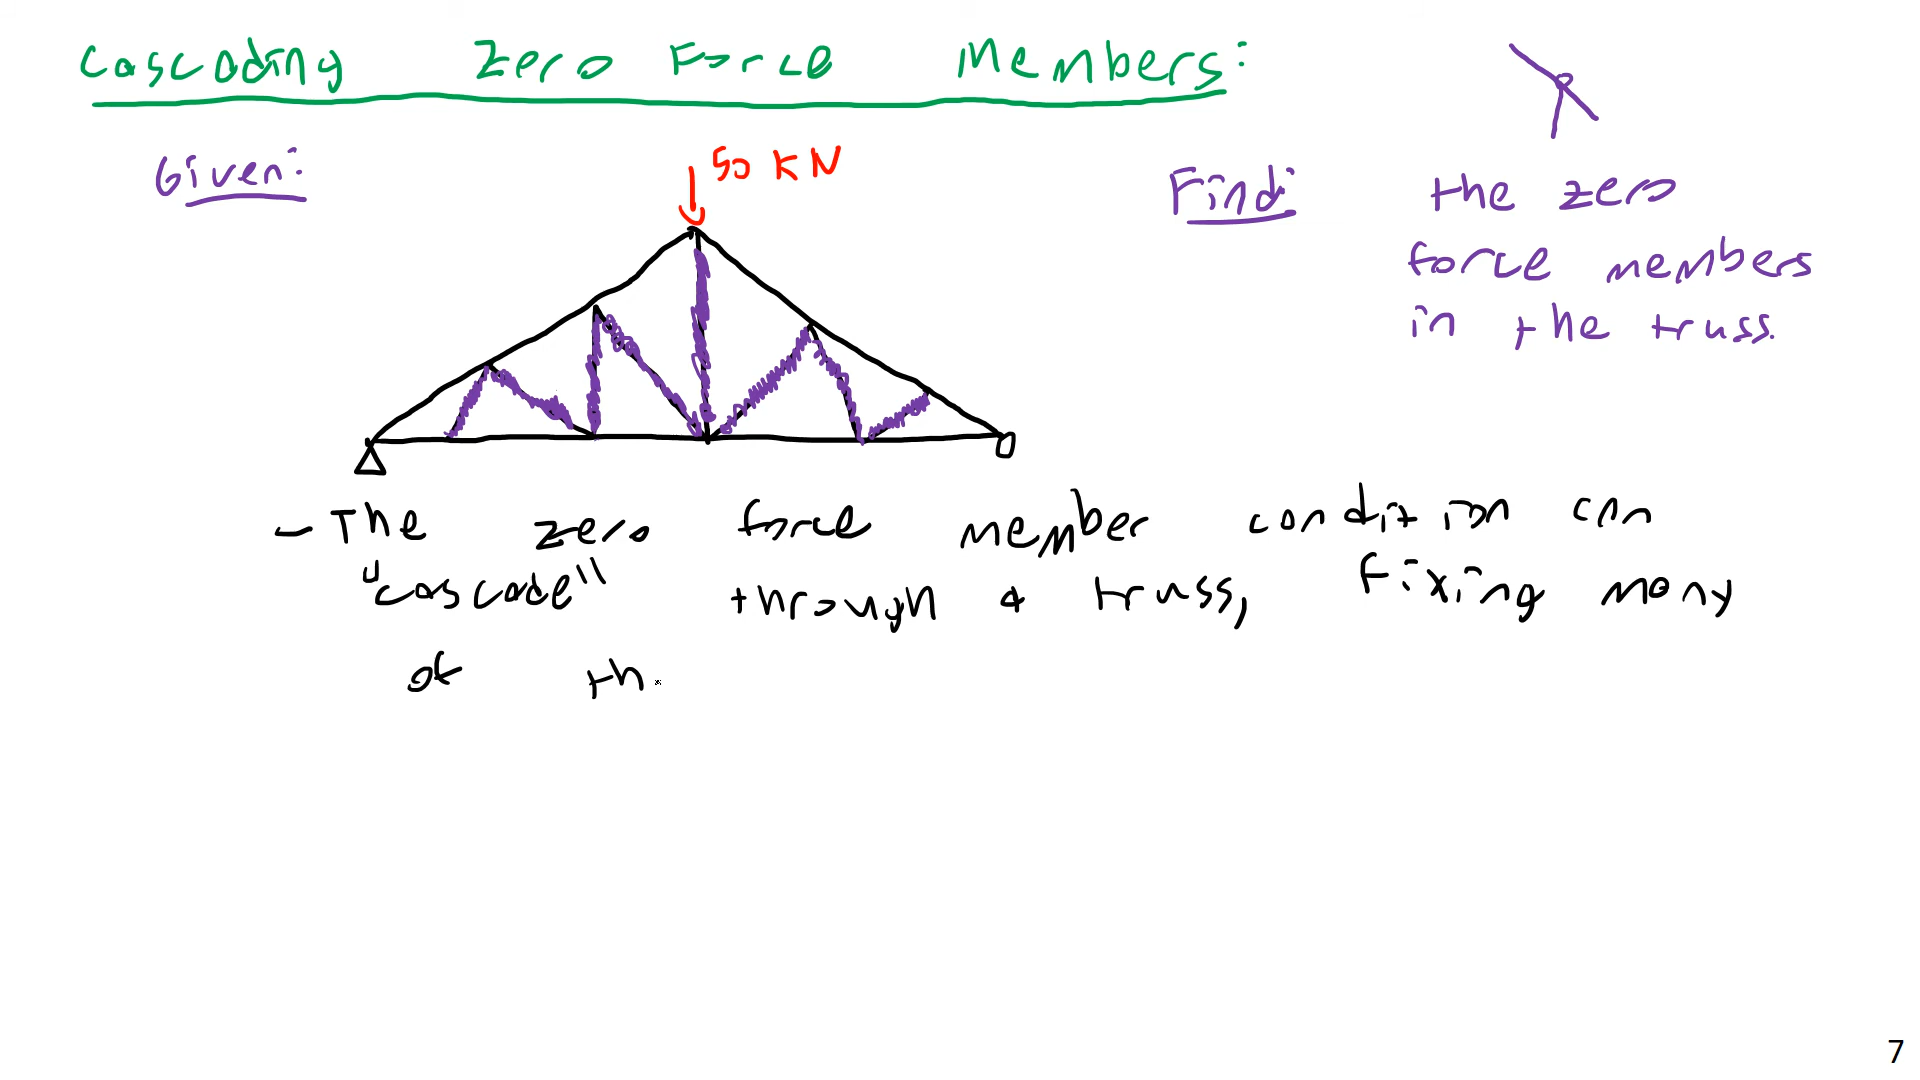 Cascading Zero Force Members:
Given:
50 KN
Find: the zero
force members
in the truss.
- The zero force member condition can
"cascade" through a truss, fixing many
of th
7